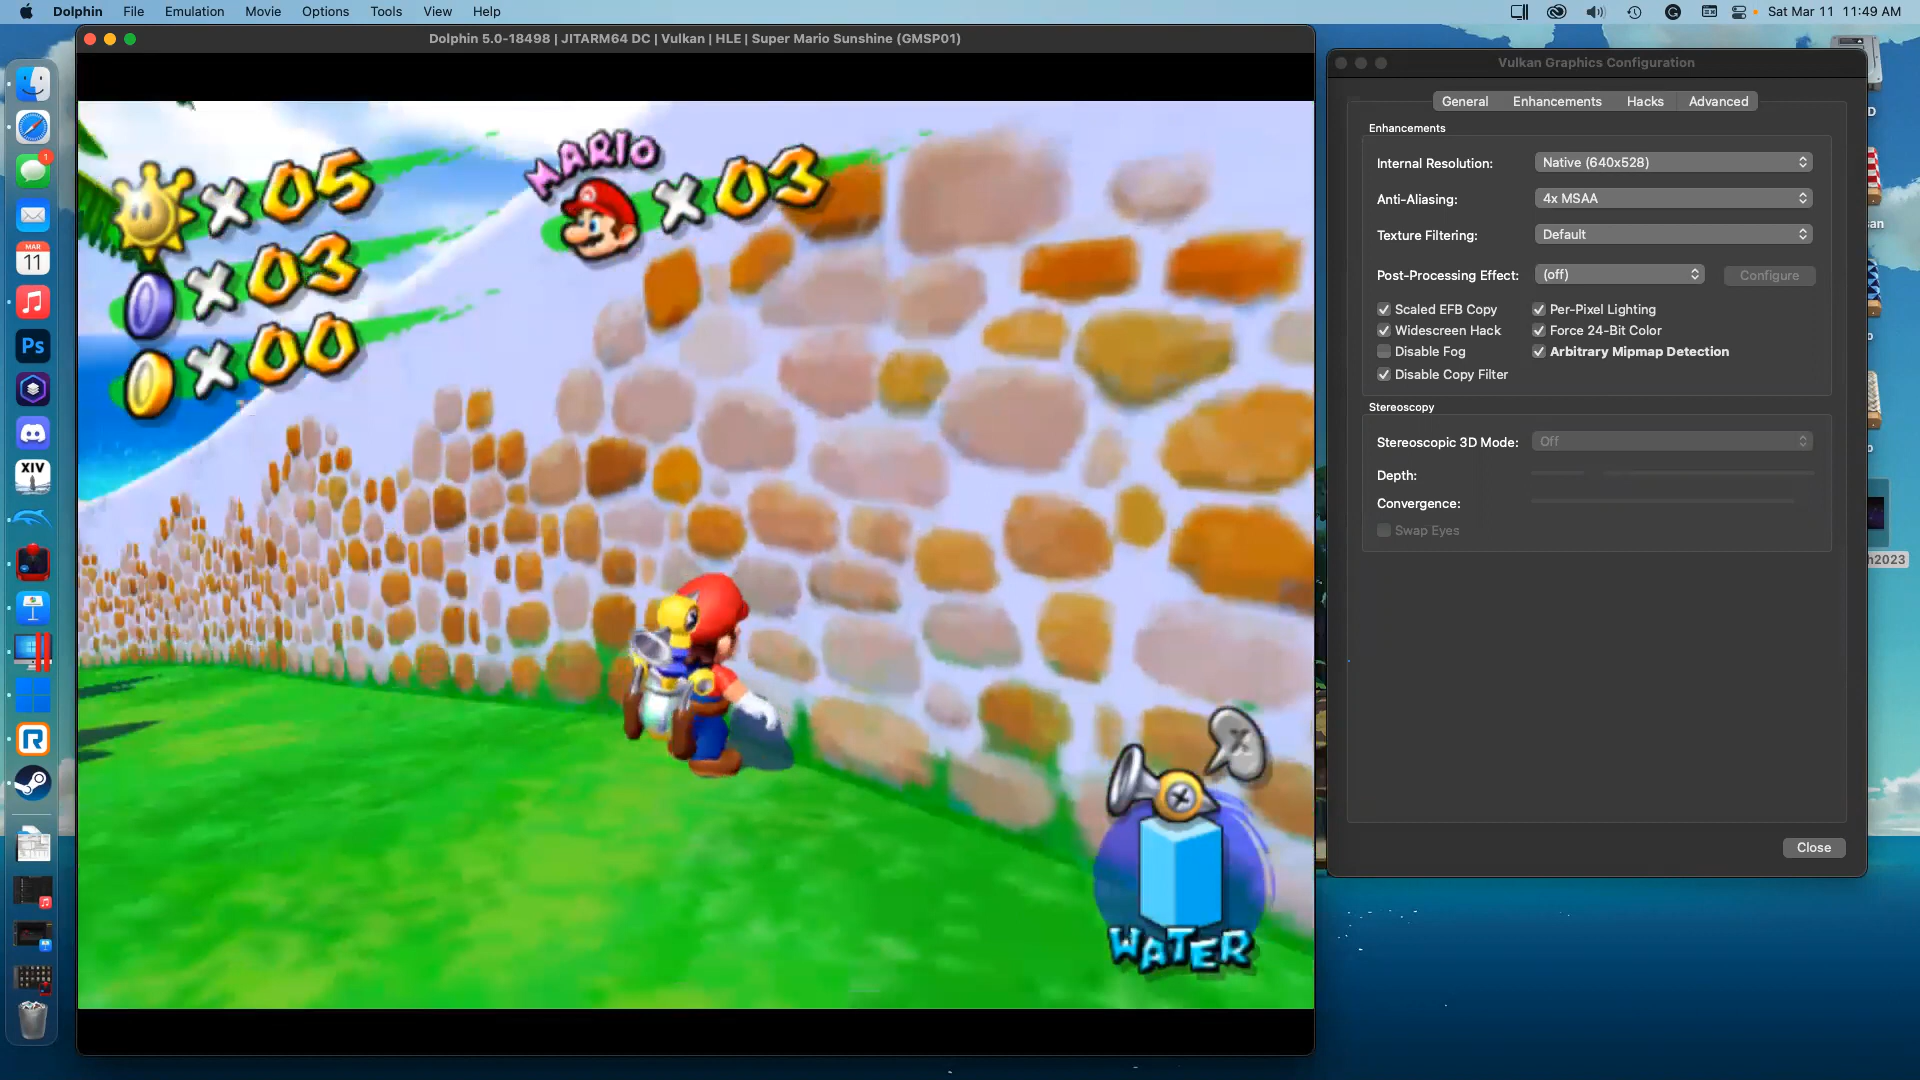 Dolphin File Emulation Movie Options Tools View Help
Sat Mar 11 11:49 AM
Dolphin 5.0-18498 | JITARM64 DC | Vulkan | HLE | Super Mario Sunshine (GMSP01)
x 05
MARIO
x 03
x 03
x 00
X
WATER
1
MAR
11
Ps
XIV
Vulkan Graphics Configuration
General Enhancements Hacks Advanced
Enhancements
Internal Resolution: Native (640x528)
Anti-Aliasing: 4x MSAA
Texture Filtering: Default
Post-Processing Effect: (off) Configure
Scaled EFB Copy Per-Pixel Lighting
Widescreen Hack Force 24-Bit Color
Disable Fog Arbitrary Mipmap Detection
Disable Copy Filter
Stereoscopy
Stereoscopic 3D Mode: Off
Depth:
Convergence:
Swap Eyes
Close
D
san
o
o
h2023